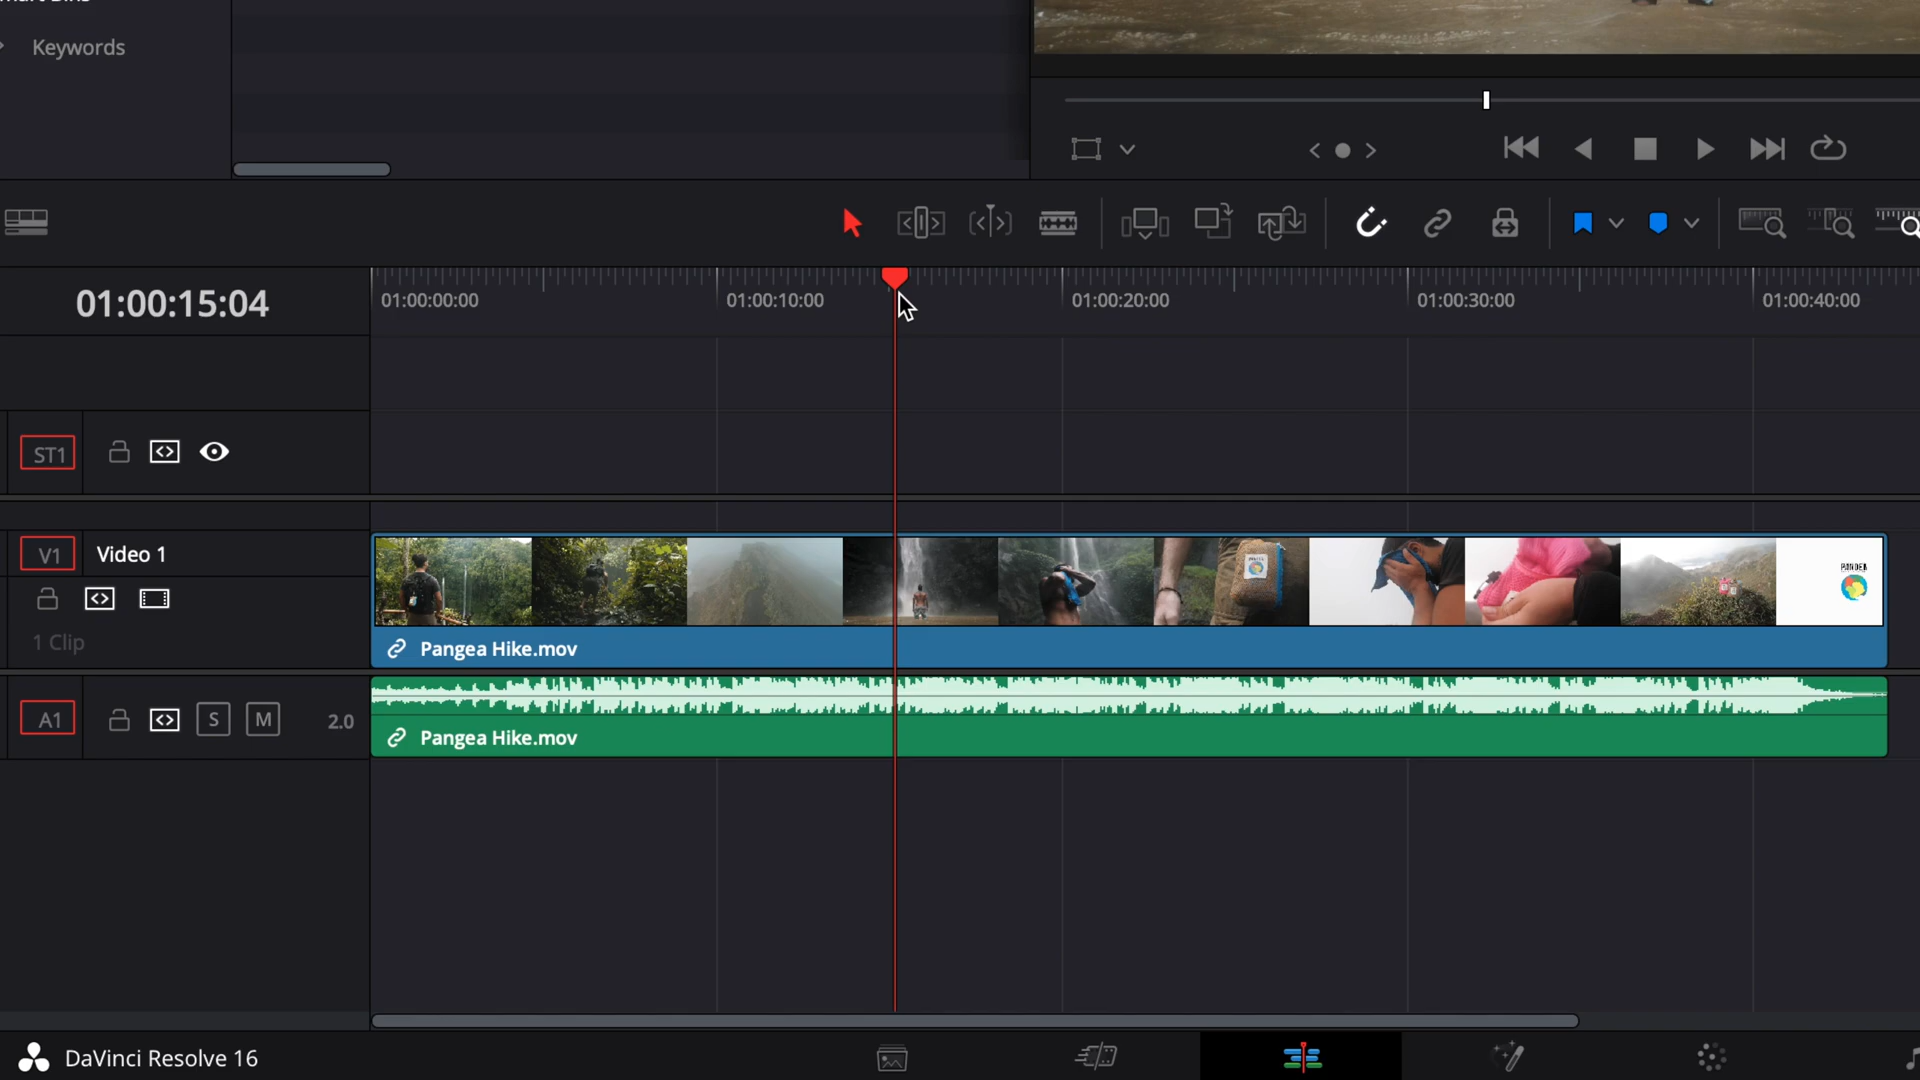 Keywords
01:00:15:04
01:00:00:00
01:00:10:00
01:00:20:00
01:00:30:00
01:00:40:00
ST1
V1
Video 1
1 Clip
Pangea Hike.mov
A1
S
M
2.0
Pangea Hike.mov
DaVinci Resolve 16